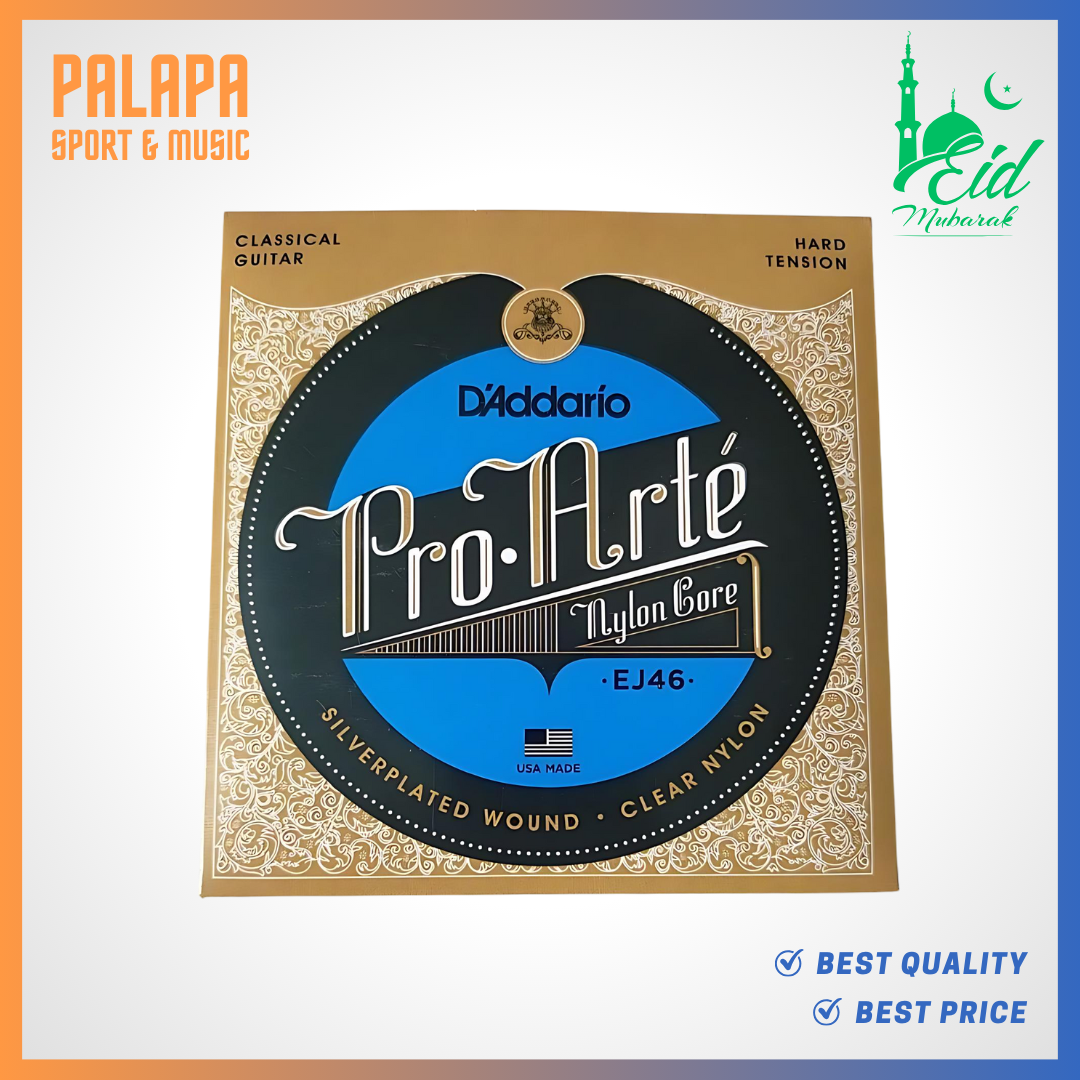 PALAPA
SPORT & MUSIC
Eid
Mubarak
CLASSICAL
GUITAR
HARD
TENSION
D'Addario
Pro·Arté
Nylon Core
·EJ46·
USA MADE
SILVERPLATED WOUND · CLEAR NYLON
BEST QUALITY
BEST PRICE